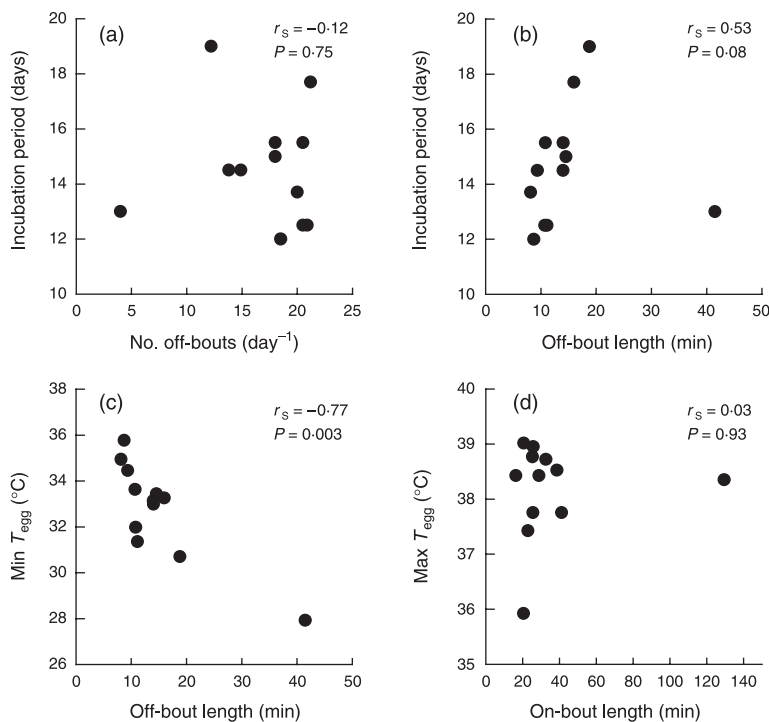 (a)
r_S = −0·12
P = 0·75
20
18
16
14
12
10
Incubation period (days)
0 5 10 15 20 25
No. off-bouts (day⁻¹)
(b)
r_S = 0·53
P = 0·08
20
18
16
14
12
10
Incubation period (days)
0 10 20 30 40 50
Off-bout length (min)
(c)
r_S = −0·77
P = 0·003
38
36
34
32
30
28
26
Min T_egg (°C)
0 10 20 30 40 50
Off-bout length (min)
(d)
r_S = 0·03
P = 0·93
40
39
38
37
36
35
Max T_egg (°C)
0 20 40 60 80 100 120 140
On-bout length (min)